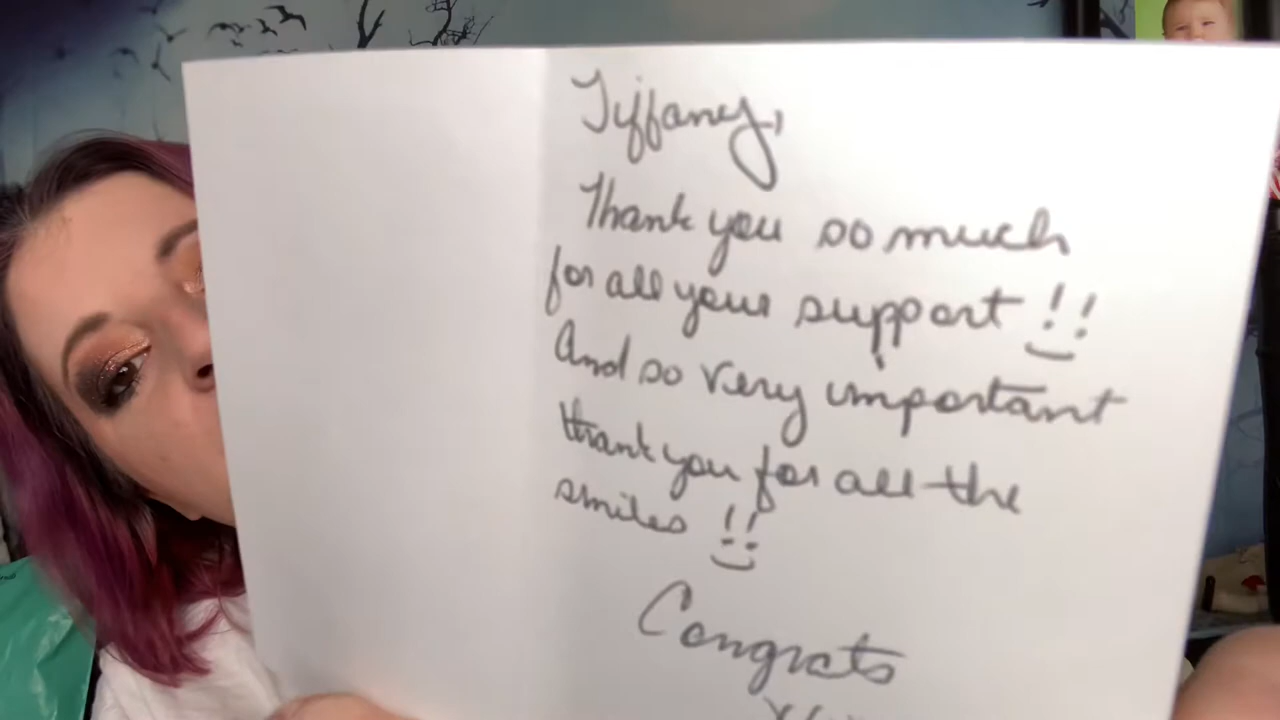 Tiffany,
Thank you so much
for all your support !!
And so very important
thank you for all the
smiles !!
Congrats